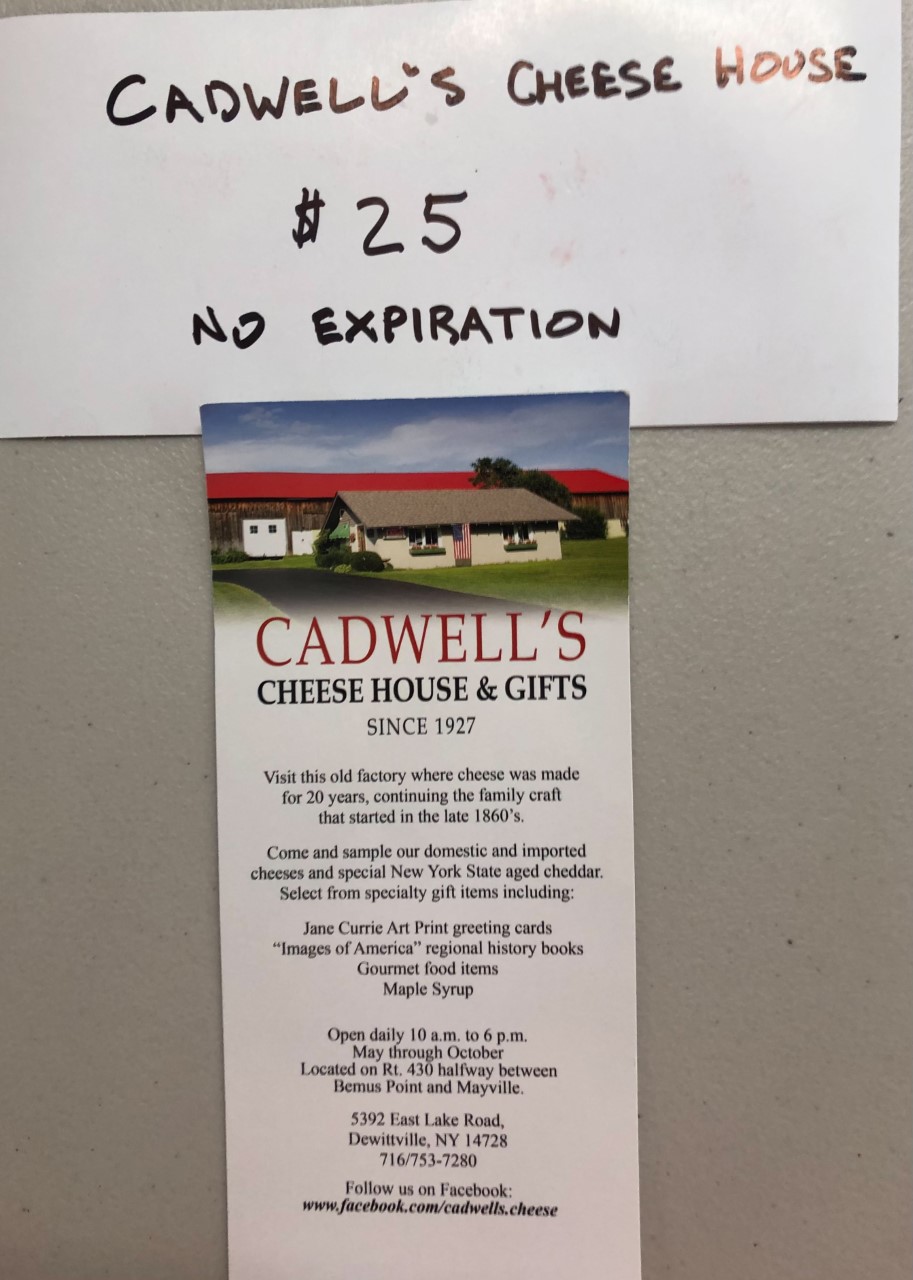 CADWELL'S CHEESE HOUSE
$25
NO EXPIRATION
CADWELL'S
CHEESE HOUSE & GIFTS
SINCE 1927
Visit this old factory where cheese was made
for 20 years, continuing the family craft
that started in the late 1860's.
Come and sample our domestic and imported
cheeses and special New York State aged cheddar.
Select from specialty gift items including:
Jane Currie Art Print greeting cards
"Images of America" regional history books
Gourmet food items
Maple Syrup
Open daily 10 a.m. to 6 p.m.
May through October
Located on Rt. 430 halfway between
Bemus Point and Mayville.
5392 East Lake Road,
Dewittville, NY 14728
716/753-7280
Follow us on Facebook:
www.facebook.com/cadwells.cheese